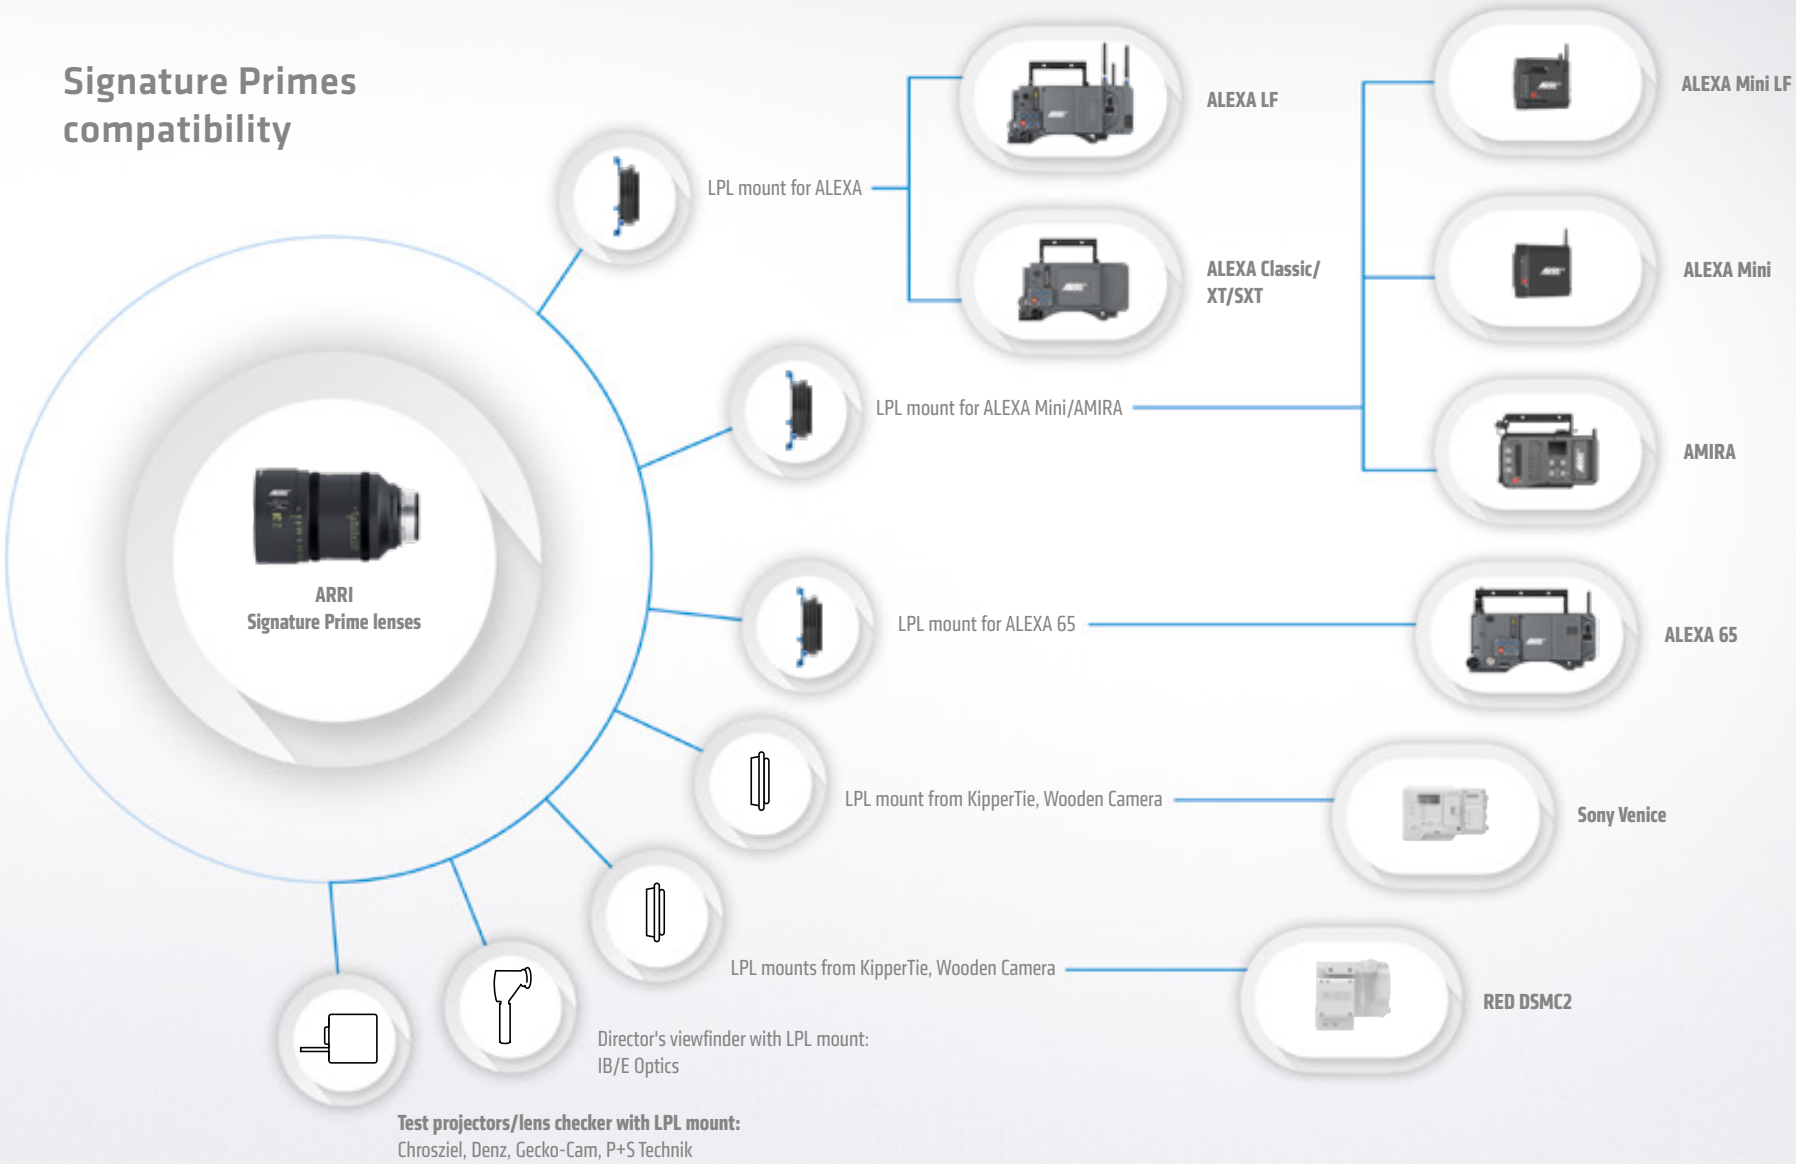 Signature Primes
compatibility
ALEXA LF
ALEXA Mini LF
LPL mount for ALEXA
ALEXA Classic/
XT/SXT
ALEXA Mini
LPL mount for ALEXA Mini/AMIRA
AMIRA
ARRI
Signature Prime lenses
LPL mount for ALEXA 65
ALEXA 65
LPL mount from KipperTie, Wooden Camera
Sony Venice
LPL mounts from KipperTie, Wooden Camera
RED DSMC2
Director's viewfinder with LPL mount:
IB/E Optics
Test projectors/lens checker with LPL mount:
Chrosziel, Denz, Gecko-Cam, P+S Technik